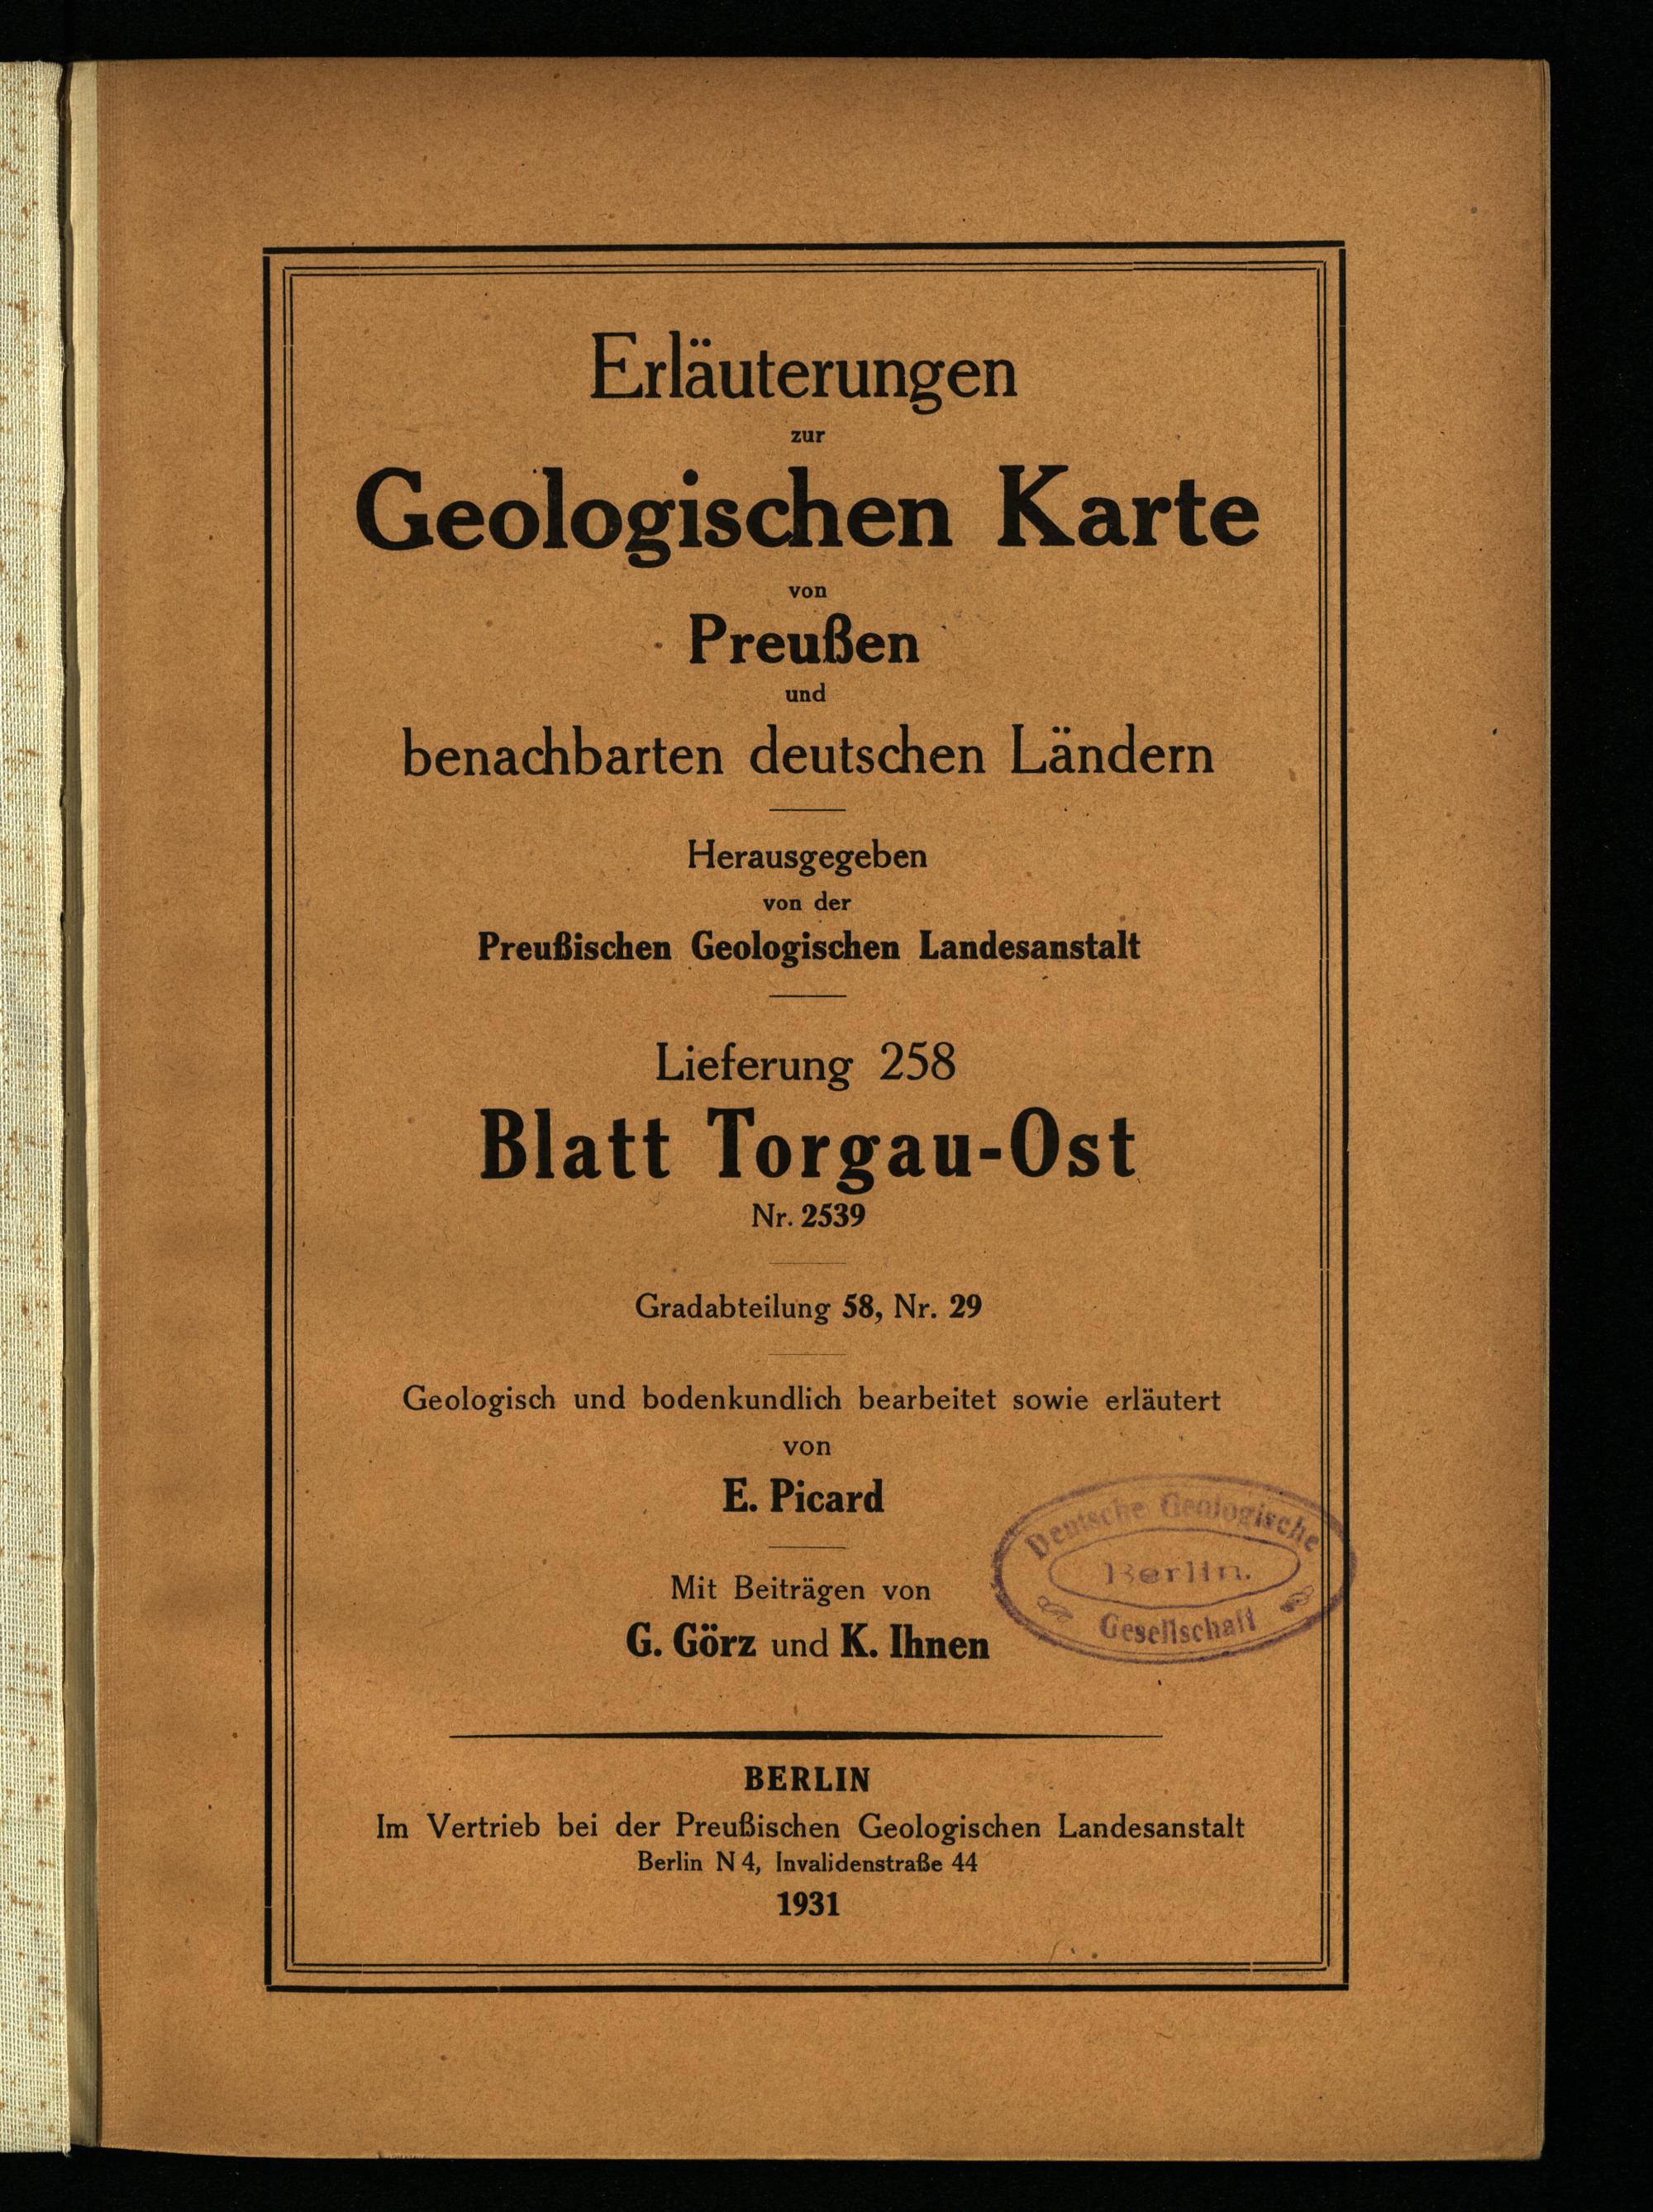 Erläuterungen
zur
Geologischen Karte
von
Preußen
und
benachbarten deutschen Ländern
Herausgegeben
von der
Preußischen Geologischen Landesanstalt
Lieferung 258
Blatt Torgau-Ost
Nr. 2539
Gradabteilung 58, Nr. 29
Geologisch und bodenkundlich bearbeitet sowie erläutert
von
E. Picard
Mit Beiträgen von
G. Görz und K. Ihnen
Deutsche Geologische
Berlin.
Gesellschaft
BERLIN
Im Vertrieb bei der Preußischen Geologischen Landesanstalt
Berlin N 4, Invalidenstraße 44
1931